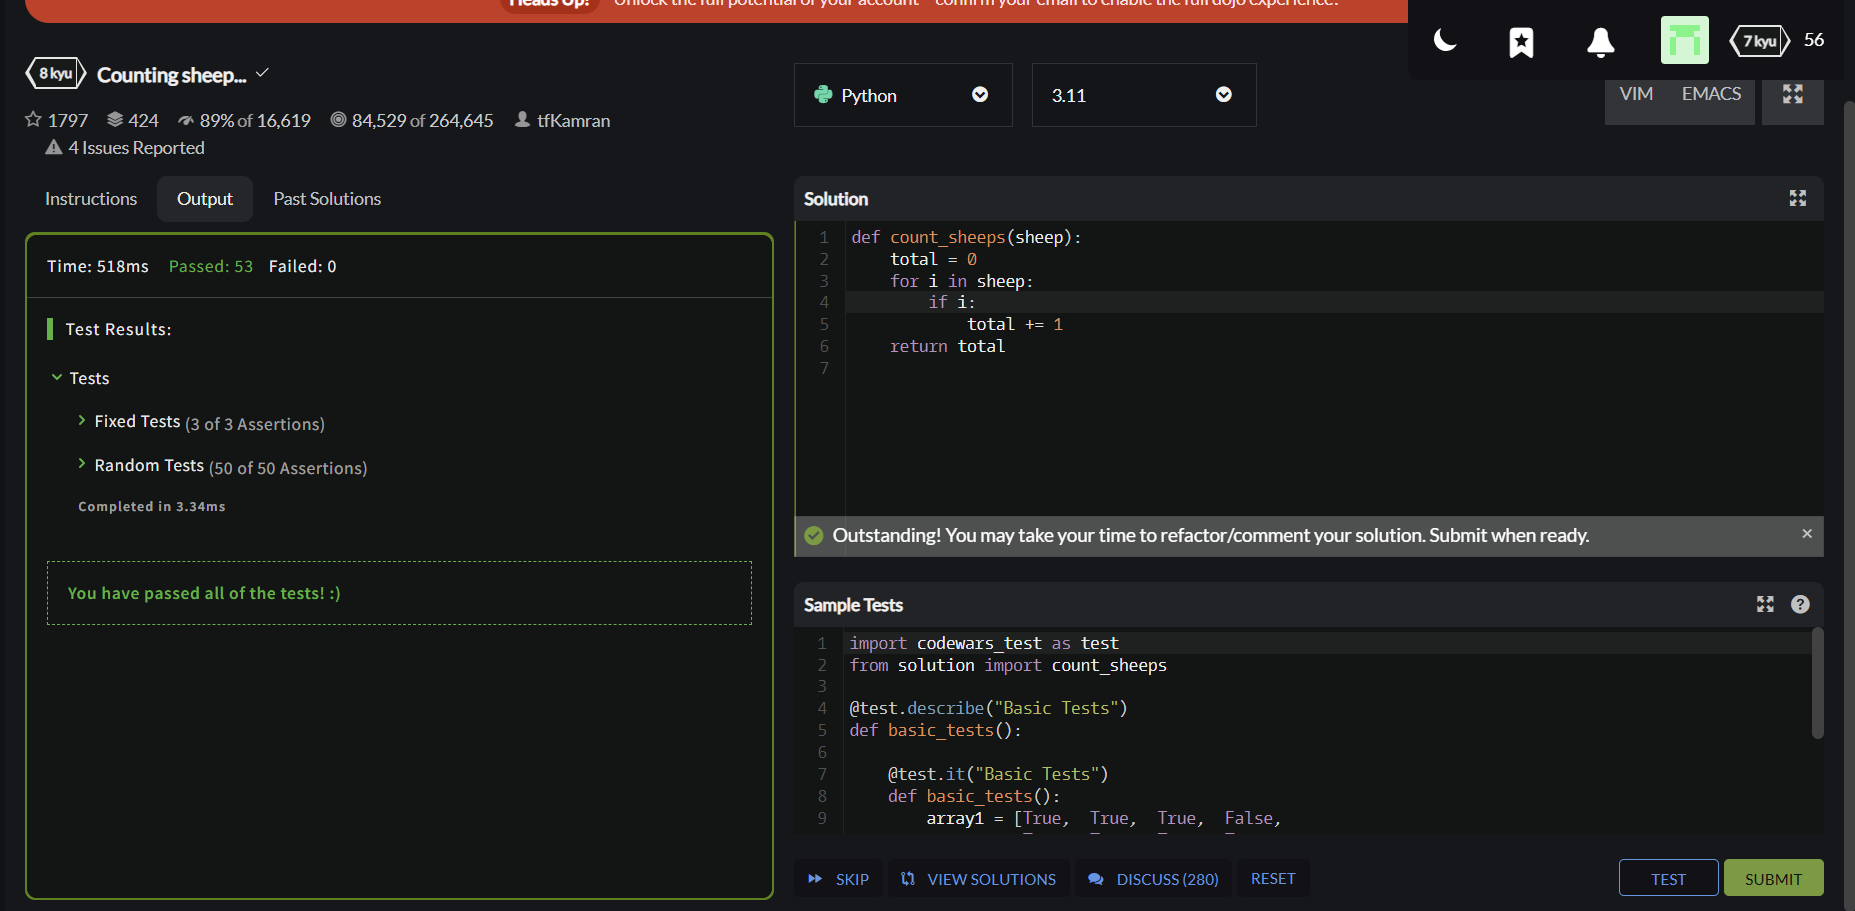 Heads Up! Unlock the full potential of your account - confirm your email to enable the full dojo experience!
7 kyu 56
8 kyu Counting sheep...
Python 3.11 VIM EMACS
1797 424 89% of 16,619 84,529 of 264,645 tfKamran
4 Issues Reported
Instructions Output Past Solutions
Time: 518ms Passed: 53 Failed: 0
Test Results:
Tests
Fixed Tests (3 of 3 Assertions)
Random Tests (50 of 50 Assertions)
Completed in 3.34ms
You have passed all of the tests! :)
Solution
1 def count_sheeps(sheep):
2 total = 0
3 for i in sheep:
4 if i:
5 total += 1
6 return total
7
Outstanding! You may take your time to refactor/comment your solution. Submit when ready. ×
Sample Tests ?
1 import codewars_test as test
2 from solution import count_sheeps
3
4 @test.describe("Basic Tests")
5 def basic_tests():
6
7 @test.it("Basic Tests")
8 def basic_tests():
9 array1 = [True, True, True, False,
SKIP VIEW SOLUTIONS DISCUSS (280) RESET TEST SUBMIT